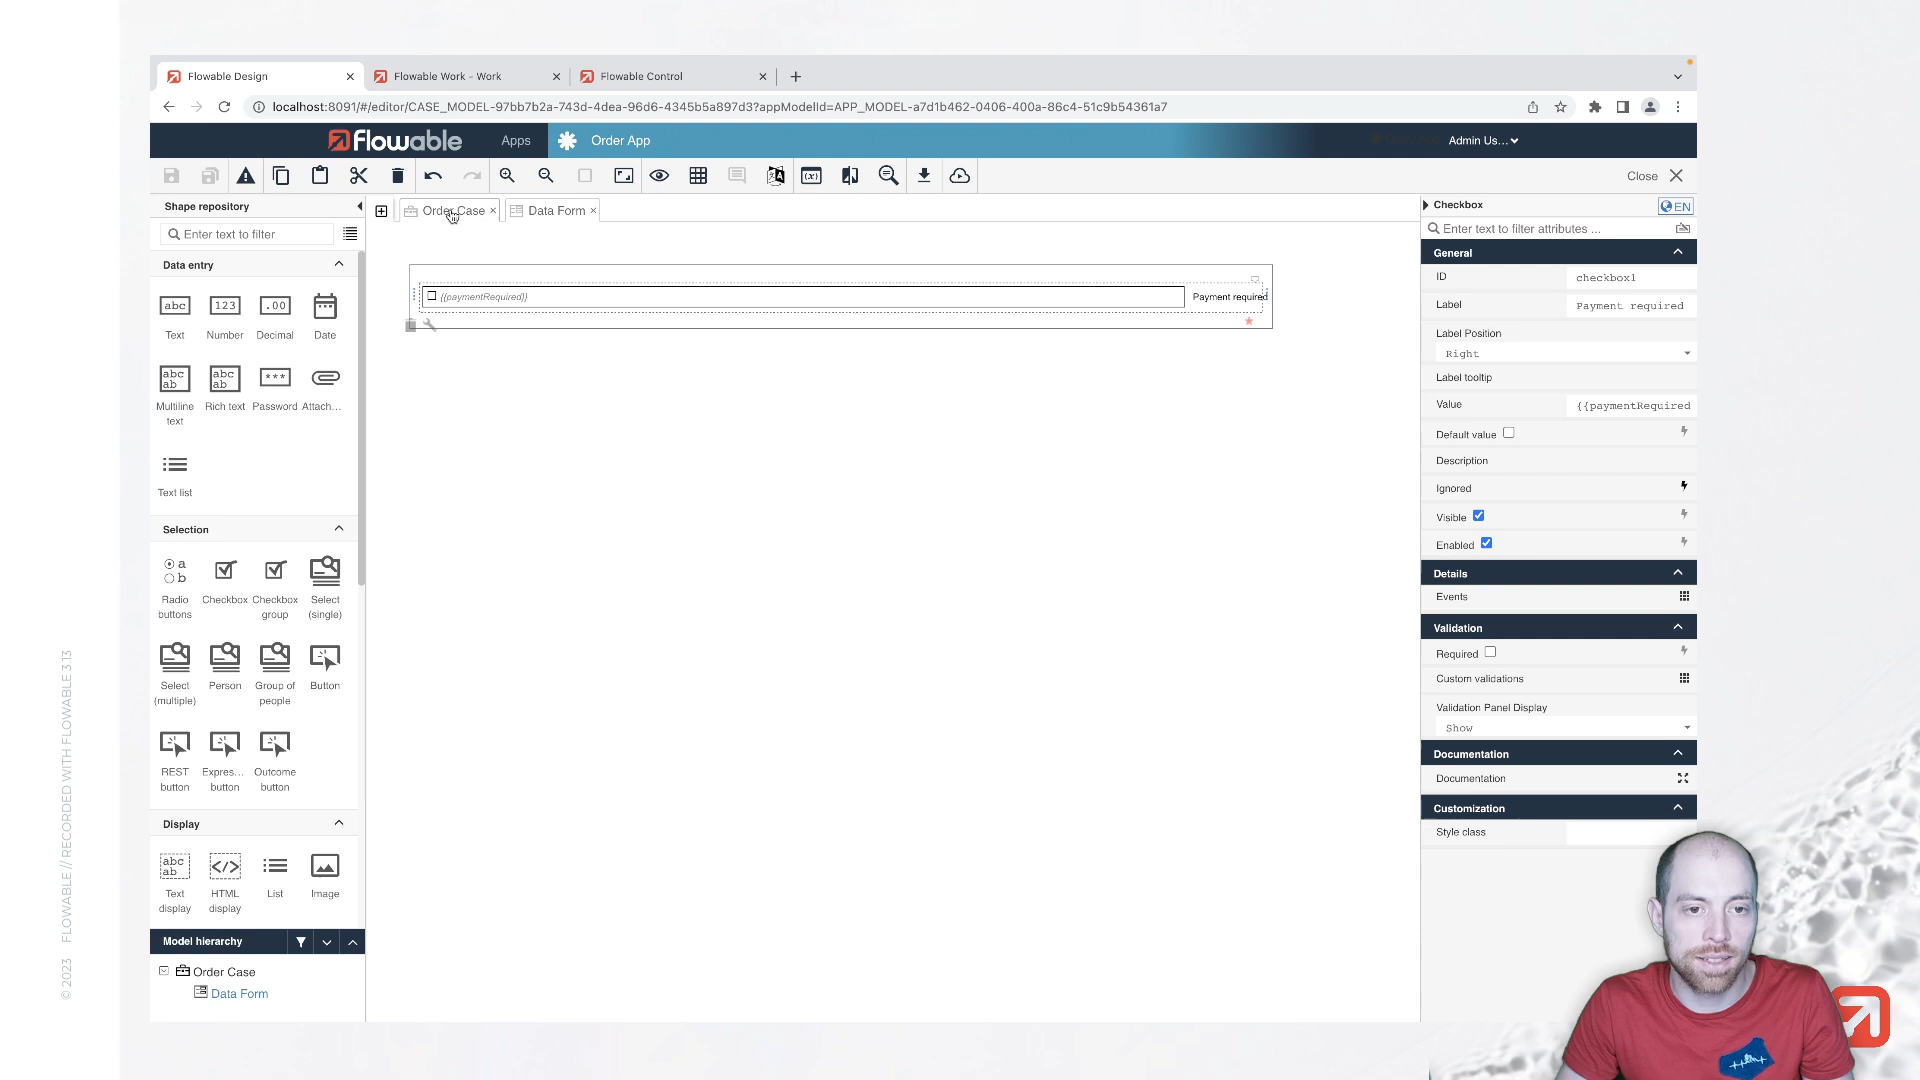 Flowable Design
Flowable Work - Work
Flowable Control
localhost:8091/#/editor/CASE_MODEL-97bb7b2a-743d-4dea-96d6-4345b5a897d3?appModelId=APP_MODEL-a7d1b462-0406-400a-86c4-51c9b54361a7
Flowable
Apps
Order App
Admin Us...
Close
Shape repository
Enter text to filter
Order Case
Data Form
Checkbox
EN
Enter text to filter attributes ...
Data entry
abc
123
.00
Text
Number
Decimal
Date
abc
ab
abc
ab
***
Multiline
text
Rich text
Password
Attach...
Text list
Selection
a
b
Radio
buttons
Checkbox
Checkbox
group
Select
(single)
Select
(multiple)
Person
Group of
people
Button
REST
button
Expres...
button
Outcome
button
Display
abc
ab
</>
Text
display
HTML
display
List
Image
Model hierarchy
Order Case
Data Form
{{paymentRequired}}
Payment required
General
ID
checkbox1
Label
Payment required
Label Position
Right
Label tooltip
Value
{{paymentRequired
Default value
Description
Ignored
Visible
Enabled
Details
Events
Validation
Required
Custom validations
Validation Panel Display
Show
Documentation
Documentation
Customization
Style class
© 2023 FLOWABLE // RECORDED WITH FLOWABLE 3.13